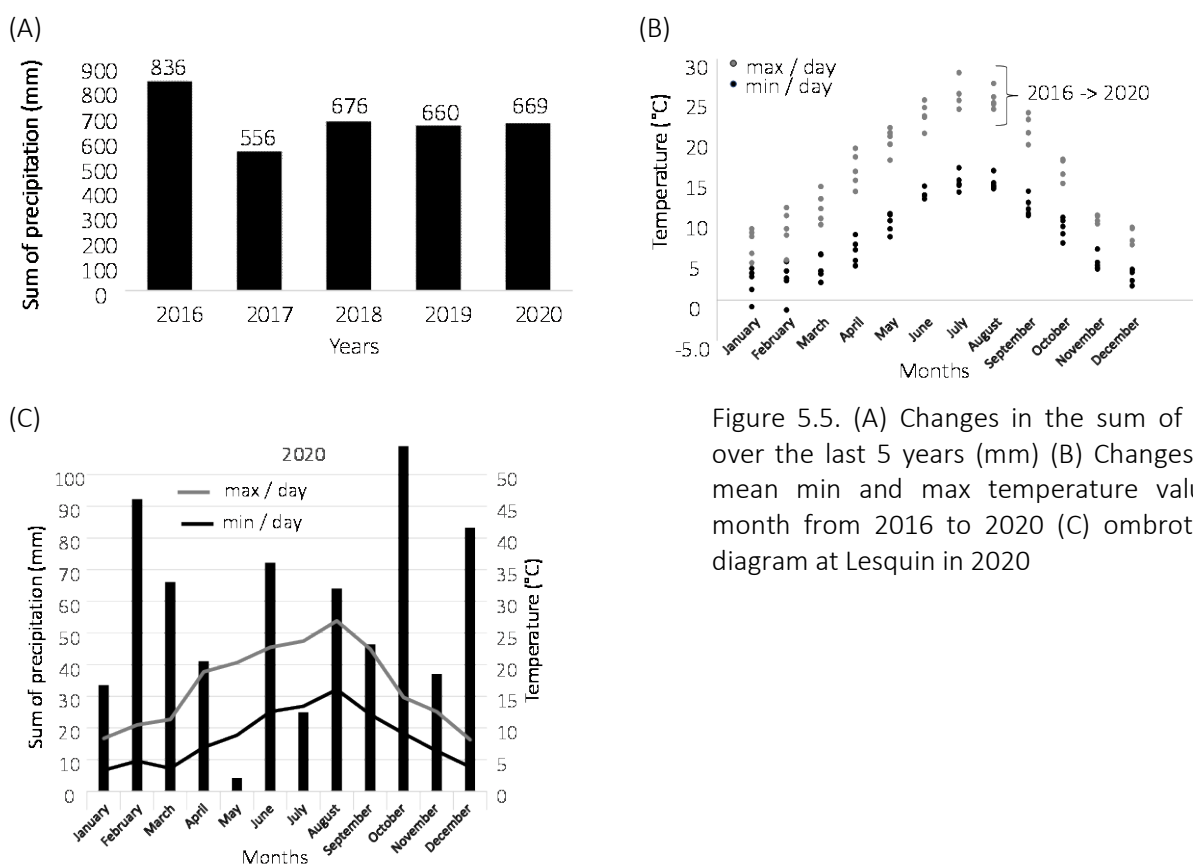 (A)
Sum of precipitation (mm)
900
800
700
600
500
400
300
200
100
0
836
556
676
660
669
2016 2017 2018 2019 2020
Years
(B)
Temperature (°C)
30
25
20
15
10
5
0
-5.0
max / day
min / day
2016 -> 2020
January February March April May June July August September October November December
Months
(C)
2020
max / day
min / day
Sum of precipitation (mm)
100
90
80
70
60
50
40
30
20
10
0
Temperature (°C)
50
45
40
35
30
25
20
15
10
5
0
January February March April May June July August September October November December
Months
Figure 5.5. (A) Changes in the sum of
over the last 5 years (mm) (B) Changes
mean min and max temperature valu
month from 2016 to 2020 (C) ombrot
diagram at Lesquin in 2020